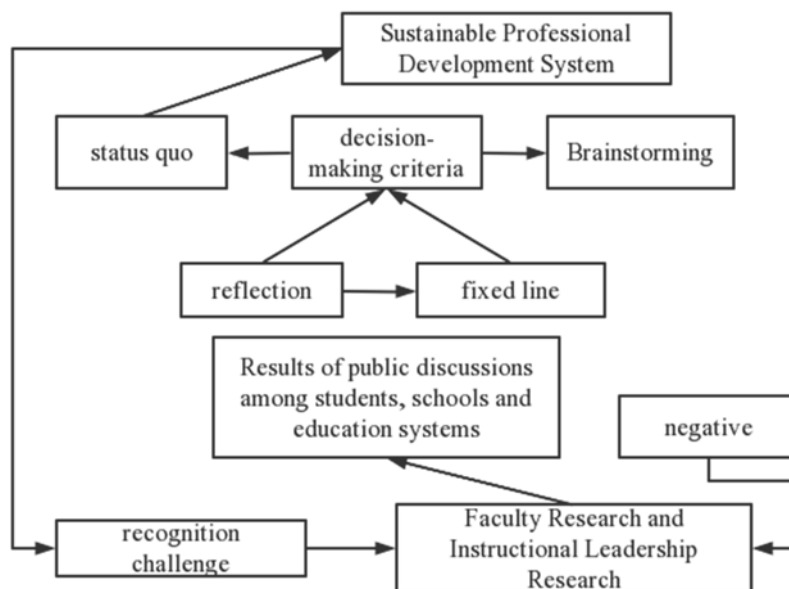 Sustainable Professional
Development System
status quo
decision-
making criteria
Brainstorming
reflection
fixed line
Results of public discussions
among students, schools and
education systems
negative
recognition
challenge
Faculty Research and
Instructional Leadership
Research